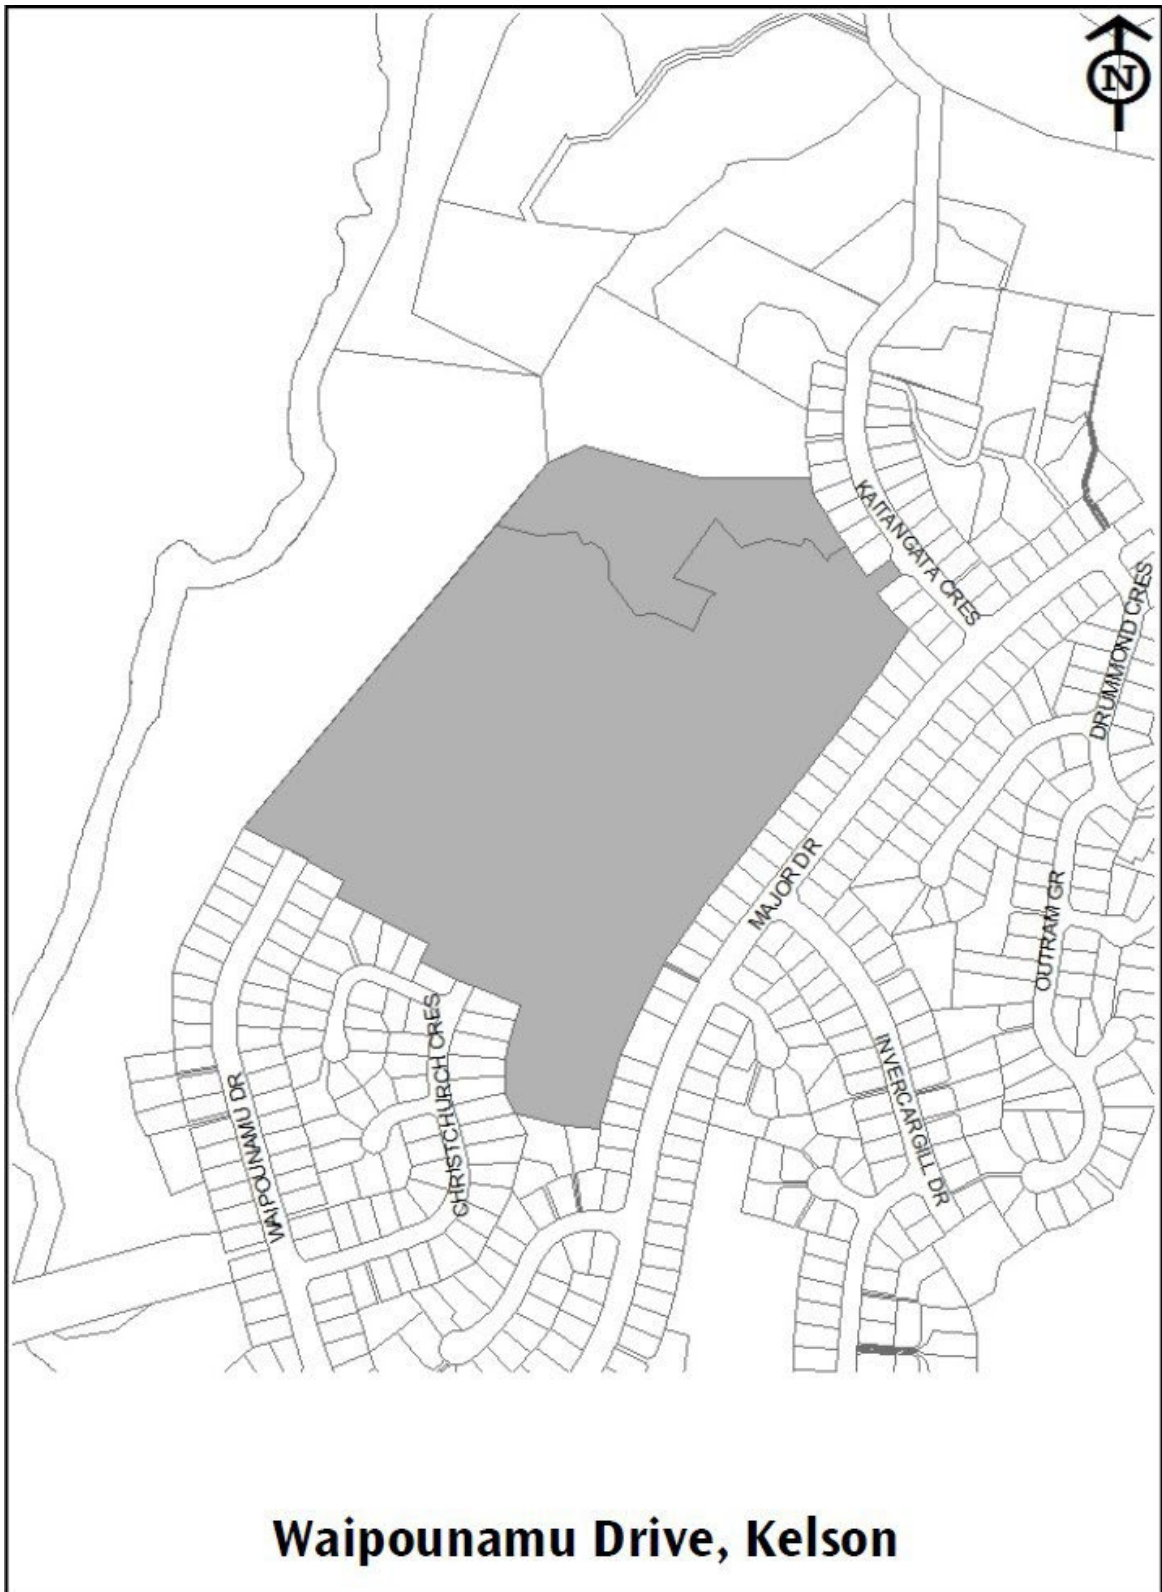 N
KAITANGATA CRES
DRUMMOND CRES
MAJOR DR
OUTRAM GR
CHRISTCHURCH CRES
INVERCARGILL DR
WAIPOUNAMU DR
Waipounamu Drive, Kelson